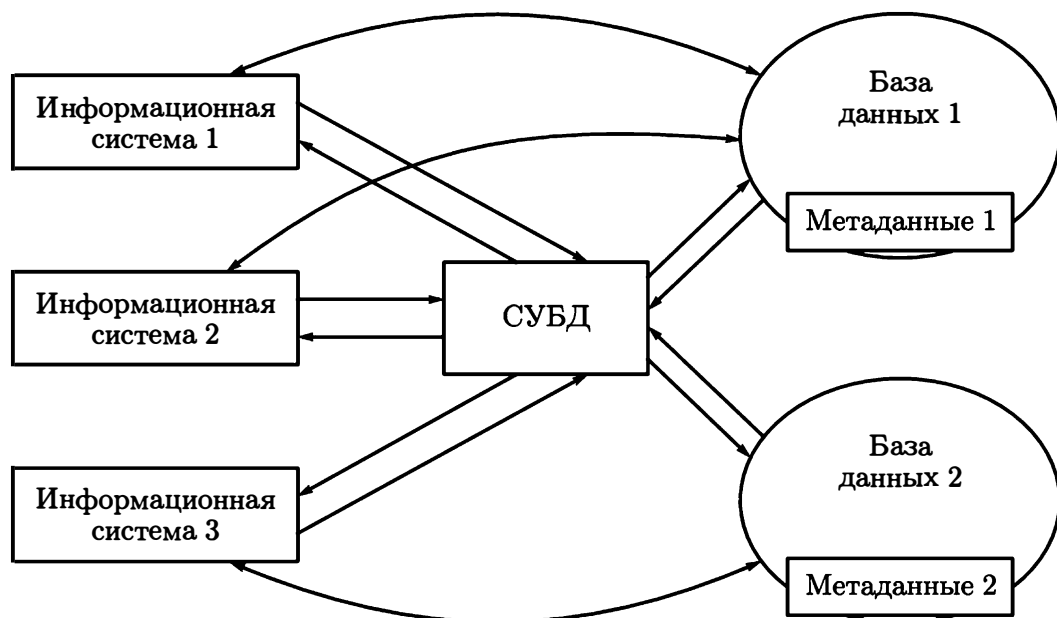 Информационная
система 1
База
данных 1
Метаданные 1
Информационная
система 2
СУБД
База
данных 2
Информационная
система 3
Метаданные 2